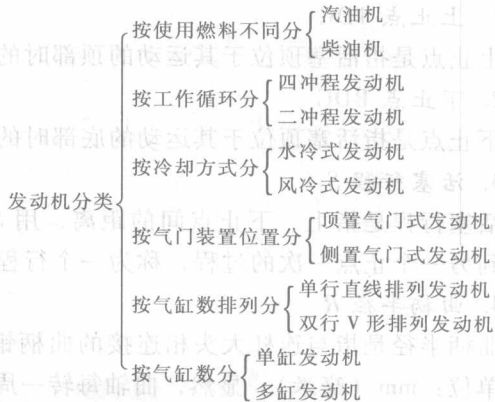 按使用燃料不同分
汽油机
柴油机
按工作循环分
四冲程发动机
二冲程发动机
按冷却方式分
水冷式发动机
风冷式发动机
发动机分类
按气门装置位置分
顶置气门式发动机
侧置气门式发动机
按气缸数排列分
单行直线排列发动机
双行 V 形排列发动机
按气缸数分
单缸发动机
多缸发动机